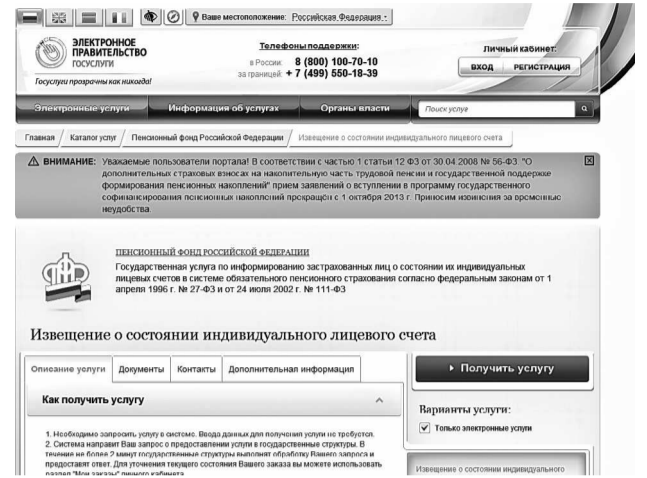 Ваше местоположение: Российская Федерация
ЭЛЕКТРОННОЕ
ПРАВИТЕЛЬСТВО
ГОСУСЛУГИ
Госуслуги прозрачны как никогда!
Телефоны поддержки:
в России 8 (800) 100-70-10
за границей: + 7 (499) 550-18-39
Личный кабинет:
ВХОД РЕГИСТРАЦИЯ
Электронные услуги Информация об услугах Органы власти Поиск услуг
Главная / Каталог услуг / Пенсионный фонд Российской Федерации / Извещение о состоянии индивидуального лицевого счета
ВНИМАНИЕ: Уважаемые пользователи портала! В соответствии с частью 1 статьи 12 ФЗ от 30.04.2008 № 56-ФЗ "О
дополнительных страховых взносах на накопительную часть трудовой пенсии и государственной поддержке
формирования пенсионных накоплений" прием заявлений о вступлении в программу государственного
софинансирования пенсионных накоплений прекращён с 1 октября 2013 г. Приносим извинения за временные
неудобства.
ПЕНСИОННЫЙ ФОНД РОССИЙСКОЙ ФЕДЕРАЦИИ
Государственная услуга по информированию застрахованных лиц о состоянии их индивидуальных
лицевых счетов в системе обязательного пенсионного страхования согласно федеральным законам от 1
апреля 1996 г. № 27-ФЗ и от 24 июля 2002 г. № 111-ФЗ
Извещение о состоянии индивидуального лицевого счета
Описание услуги Документы Контакты Дополнительная информация
Получить услугу
Как получить услугу
Варианты услуги:
Только электронные услуги
1. Необходимо запросить услугу в системе. Ввода данных для получения услуги не требуется.
2. Система направит Ваш запрос о предоставлении услуги в государственные структуры. В
течение не более 2 минут государственные структуры выполнят обработку Вашего запроса и
предоставят ответ. Для уточнения текущего состояния Вашего заказа вы можете использовать
раздел "Мои заказы" личного кабинета
Извещение о состоянии индивидуального